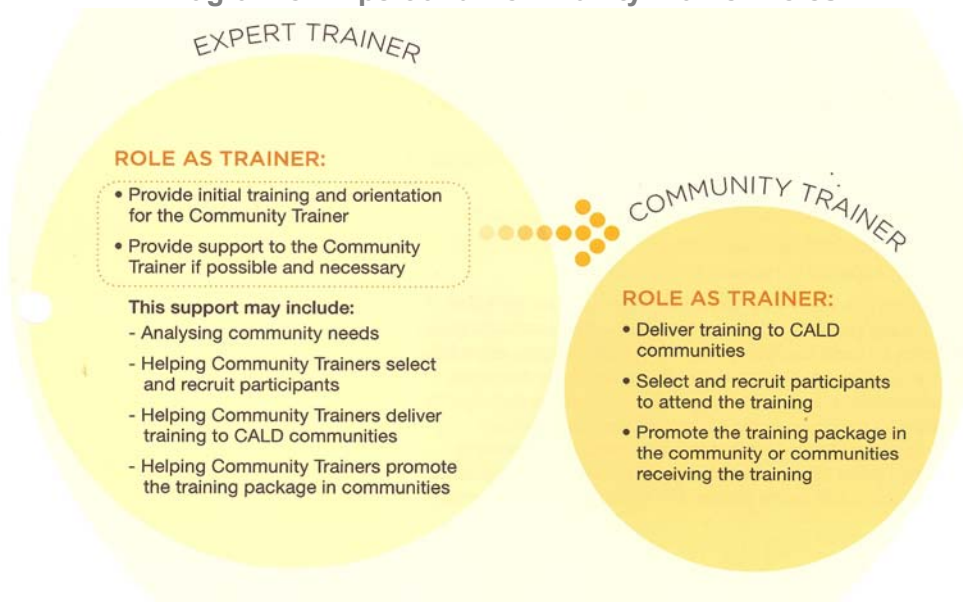 EXPERT TRAINER
ROLE AS TRAINER:
• Provide initial training and orientation
for the Community Trainer
• Provide support to the Community
Trainer if possible and necessary
This support may include:
- Analysing community needs
- Helping Community Trainers select
and recruit participants
- Helping Community Trainers deliver
training to CALD communities
- Helping Community Trainers promote
the training package in communities
COMMUNITY TRAINER
ROLE AS TRAINER:
• Deliver training to CALD
communities
• Select and recruit participants
to attend the training
• Promote the training package in
the community or communities
receiving the training